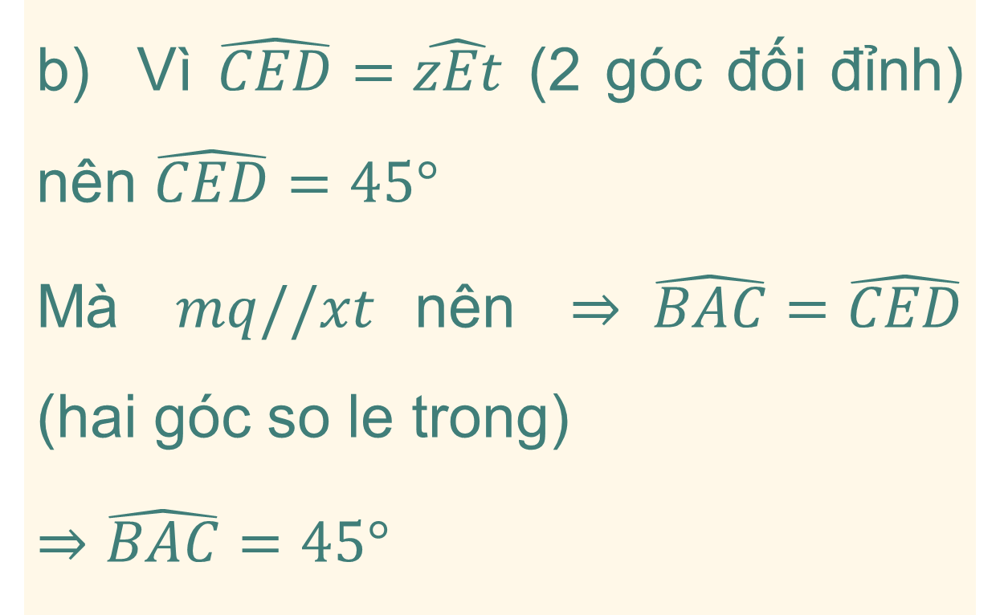 b) Vì $\widehat{CED} = \widehat{zEt}$ (2 góc đối đỉnh)
nên $\widehat{CED} = 45°$
Mà $mq//xt$ nên $\Rightarrow \widehat{BAC} = \widehat{CED}$
(hai góc so le trong)
$\Rightarrow \widehat{BAC} = 45°$